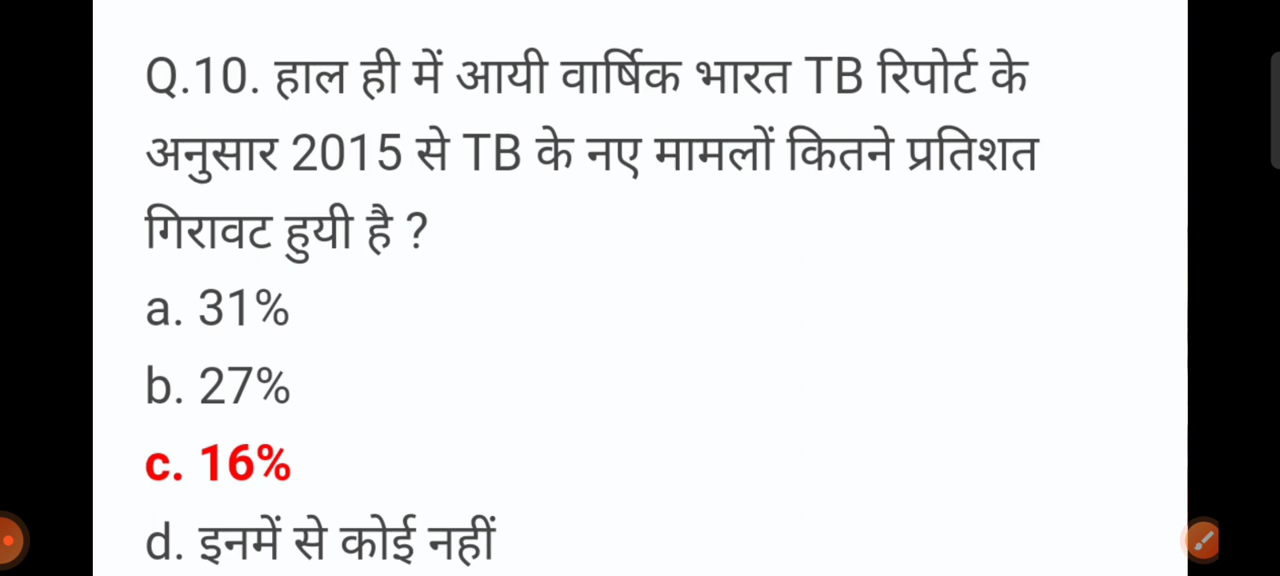 Q.10. हाल ही में आयी वार्षिक भारत TB रिपोर्ट के
अनुसार 2015 से TB के नए मामलों कितने प्रतिशत
गिरावट हुयी है ?
a. 31%
b. 27%
c. 16%
d. इनमें से कोई नहीं